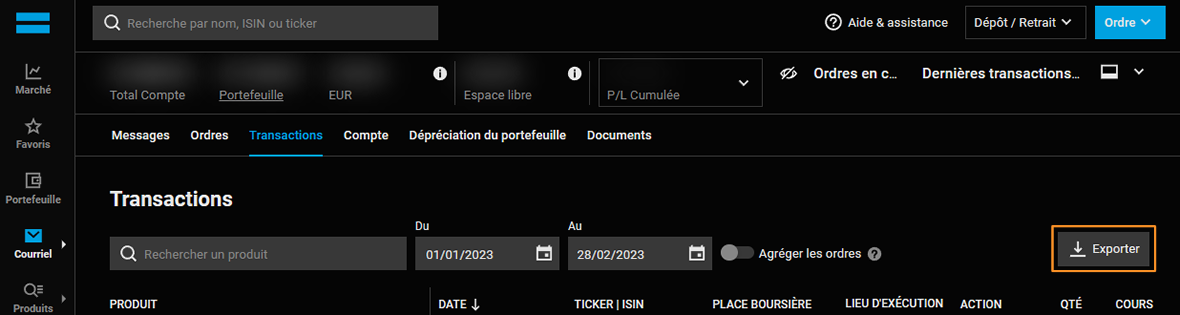 Recherche par nom, ISIN ou ticker
Aide & assistance
Dépôt / Retrait
Ordre
Marché
Favoris
Portefeuille
Courriel
Produits
Total Compte
Portefeuille
EUR
Espace libre
P/L Cumulée
Ordres en c...
Dernières transactions...
Messages Ordres Transactions Compte Dépréciation du portefeuille Documents
Transactions
Du
Au
Rechercher un produit
01/01/2023
28/02/2023
Agréger les ordres
Exporter
PRODUIT DATE TICKER | ISIN PLACE BOURSIÈRE LIEU D'EXÉCUTION ACTION QTÉ COURS